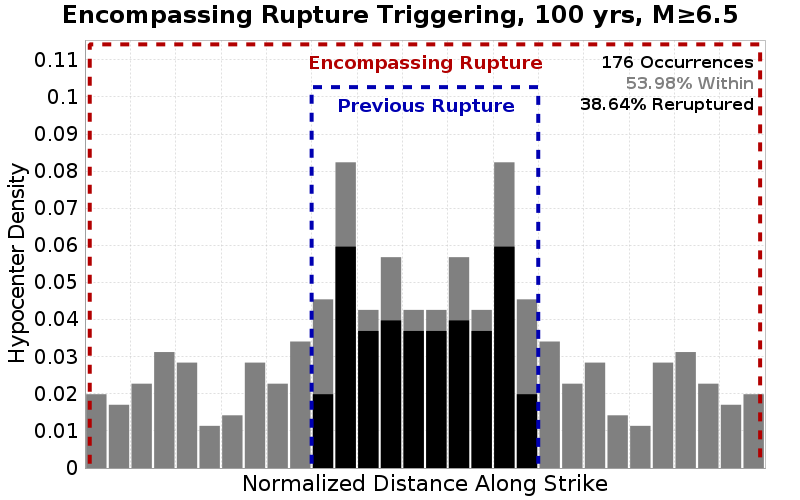 Encompassing Rupture Triggering, 100 yrs, M≥6.5
Encompassing Rupture
176 Occurrences
53.98% Within
38.64% Reruptured
Previous Rupture
Hypocenter Density
0.11
0.1
0.09
0.08
0.07
0.06
0.05
0.04
0.03
0.02
0.01
0
Normalized Distance Along Strike